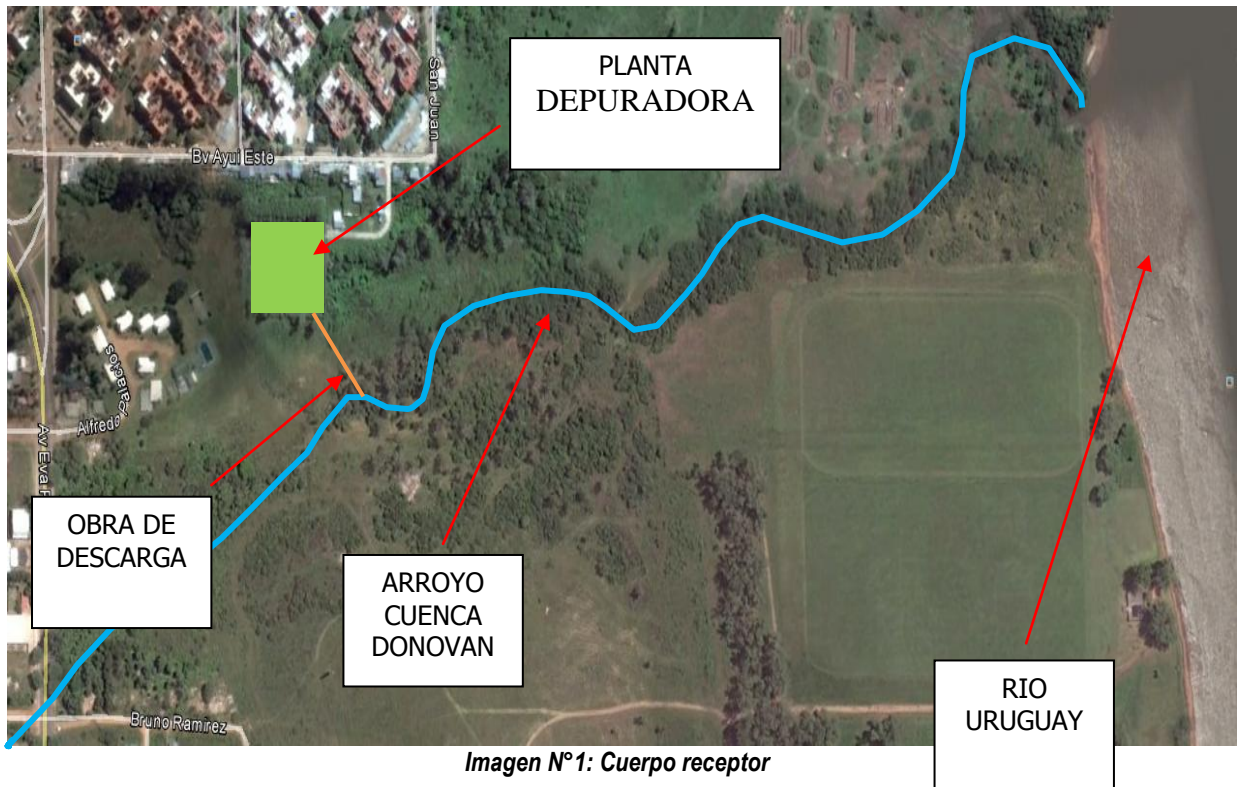 PLANTA
DEPURADORA
San Juan
Bv Ayui Este
Alfredo
Palacios
Av Eva
OBRA DE
DESCARGA
ARROYO
CUENCA
DONOVAN
RIO
URUGUAY
Bruno Ramirez
Imagen N°1: Cuerpo receptor